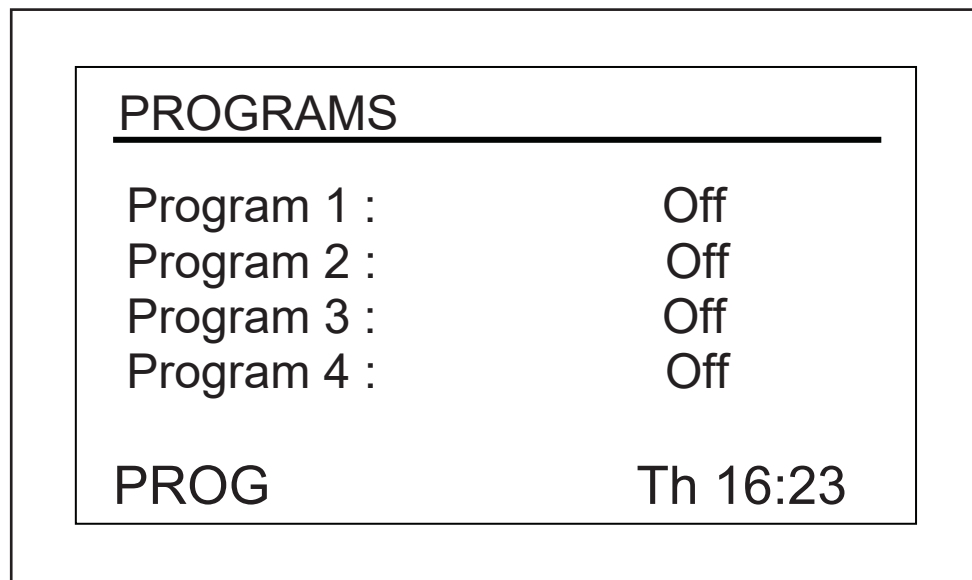 PROGRAMS
Program 1 : Off
Program 2 : Off
Program 3 : Off
Program 4 : Off
PROG Th 16:23